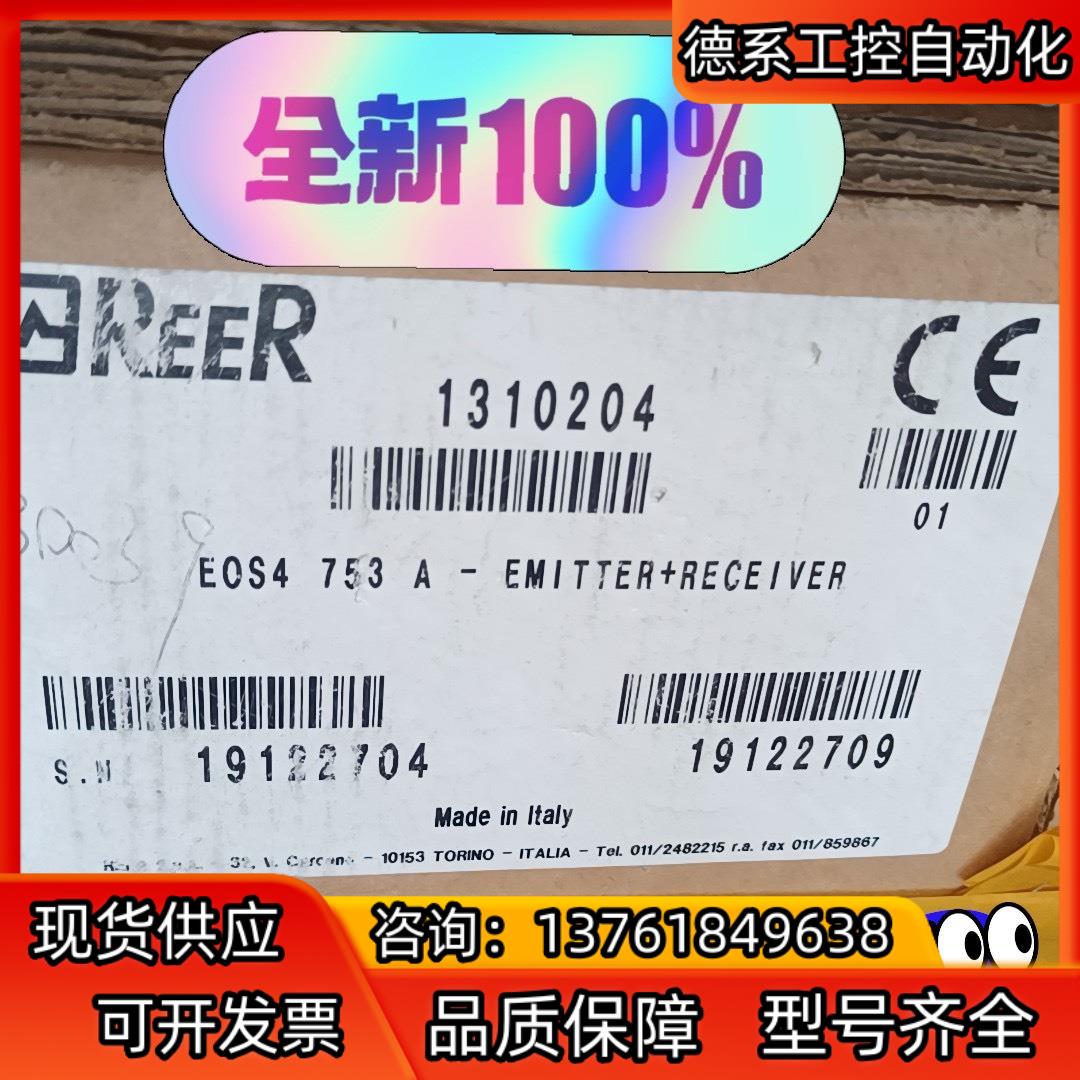 德系工控自动化
全新100%
REER
1310204
01
EOS4 753 A - EMITTER+RECEIVER
S.N 19122704
19122709
Made in Italy
32, V. - 10153 TORINO - ITALIA - Tel. 011/2482215 r.a. fax 011/859867
现货供应
咨询：13761849638
可开发票 品质保障 型号齐全